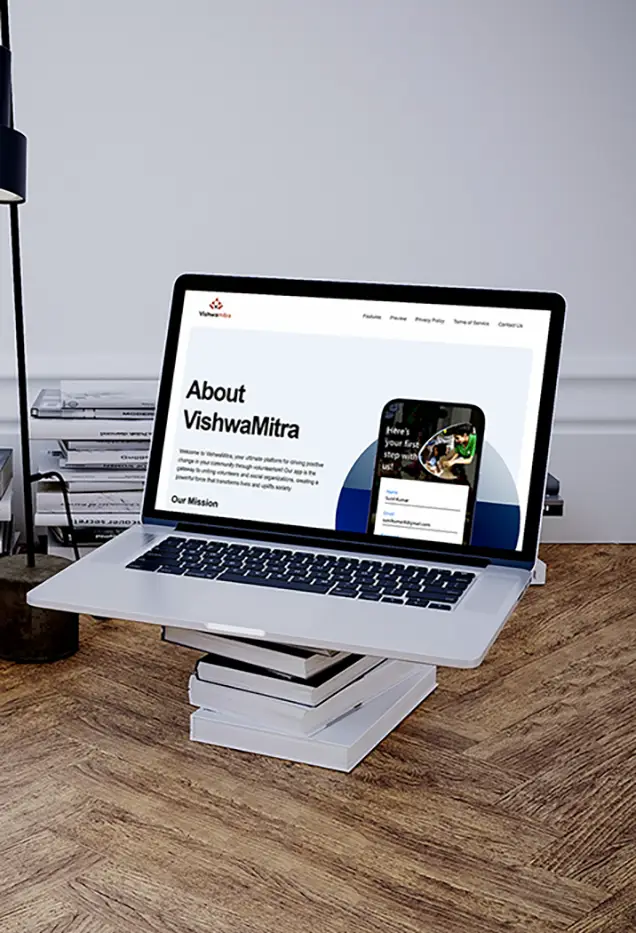 VishwaMitra
Features Preview Privacy Policy Terms of Service Contact Us
About
VishwaMitra
Welcome to VishwaMitra, your ultimate platform for driving positive
change in your community through volunteerism! Our app is the
gateway to uniting volunteers and social organizations, creating a
powerful force that transforms lives and uplifts society
Our Mission
Here's
your first
step with
us!
Name
Sunil Kumar
Email